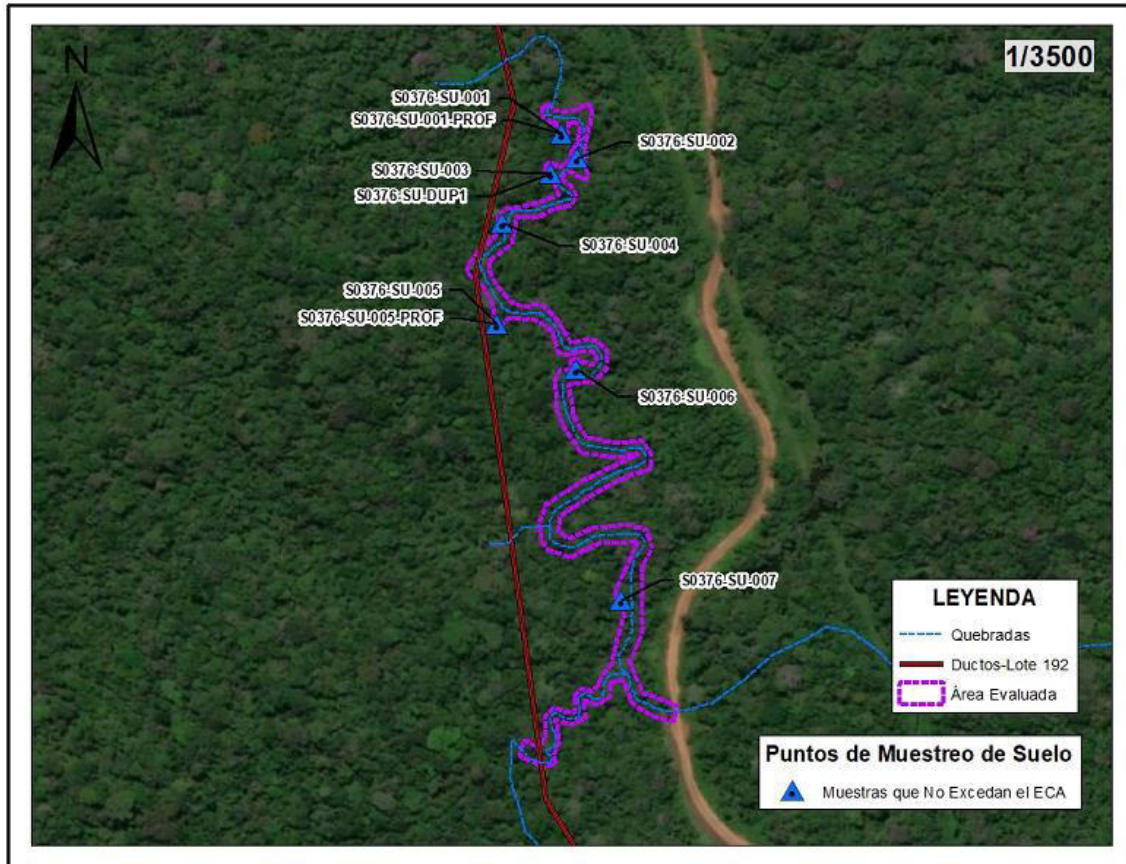 N
1/3500
S0376-SU-001
S0376-SU-001-PROF
S0376-SU-002
S0376-SU-003
S0376-SU-DUP1
S0376-SU-004
S0376-SU-005
S0376-SU-005-PROF
S0376-SU-006
S0376-SU-007
LEYENDA
Quebradas
Ductos-Lote 192
Área Evaluada
Puntos de Muestreo de Suelo
Muestras que No Excedan el ECA